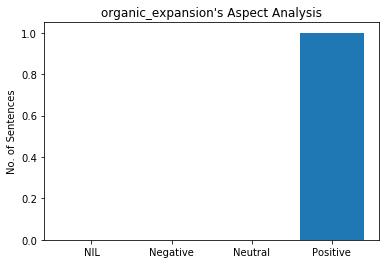 organic_expansion's Aspect Analysis
No. of Sentences
1.0
0.8
0.6
0.4
0.2
0.0
NIL Negative Neutral Positive